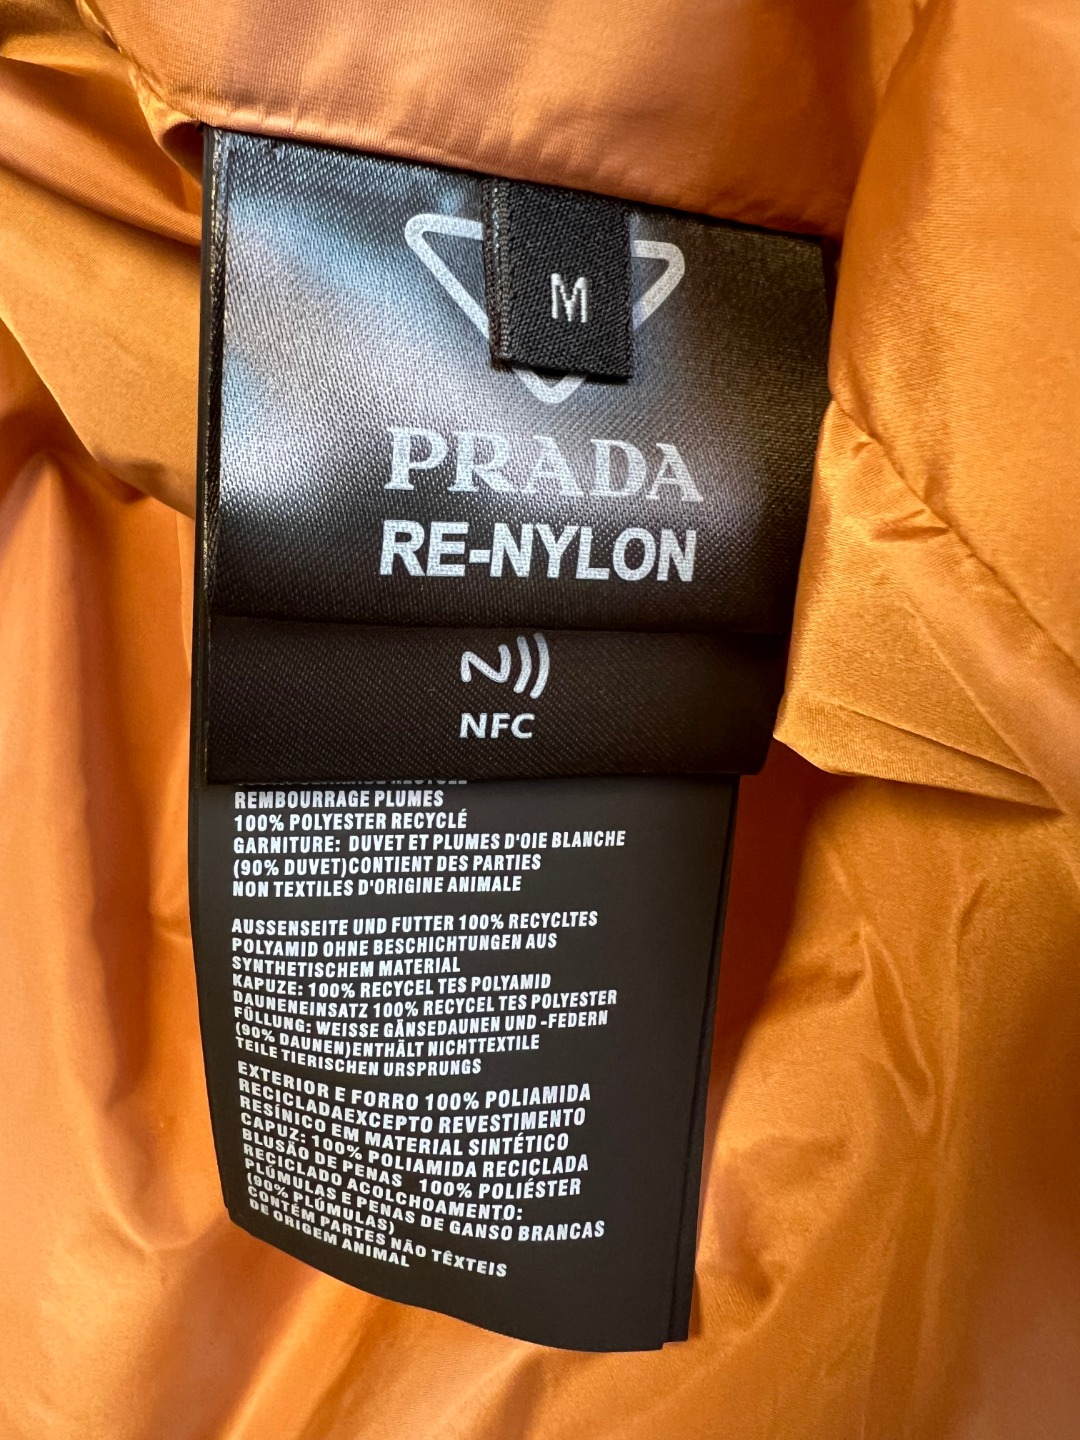 M
PRADA
RE-NYLON
NFC
REMBOURRAGE PLUMES
100% POLYESTER RECYCLÉ
GARNITURE: DUVET ET PLUMES D'OIE BLANCHE
(90% DUVET)CONTIENT DES PARTIES
NON TEXTILES D'ORIGINE ANIMALE
AUSSENSEITE UND FUTTER 100% RECYCLTES
POLYAMID OHNE BESCHICHTUNGEN AUS
SYNTHETISCHEM MATERIAL
KAPUZE: 100% RECYCEL TES POLYAMID
DAUNENEINSATZ 100% RECYCEL TES POLYESTER
FÜLLUNG: WEISSE GÄNSEDAUNEN UND -FEDERN
(90% DAUNEN)ENTHÄLT NICHTTEXTILE
TEILE TIERISCHEN URSPRUNGS
EXTERIOR E FORRO 100% POLIAMIDA
RECICLADAEXCEPTO REVESTIMENTO
RESÍNICO EM MATERIAL SINTÉTICO
CAPUZ: 100% POLIAMIDA RECICLADA
BLUSÃO DE PENAS 100% POLIÉSTER
RECICLADO ACOLCHOAMENTO:
PLÚMULAS E PENAS DE GANSO BRANCAS
(90% PLÚMULAS)
CONTÉM PARTES NÃO TÊXTEIS
DE ORIGEM ANIMAL